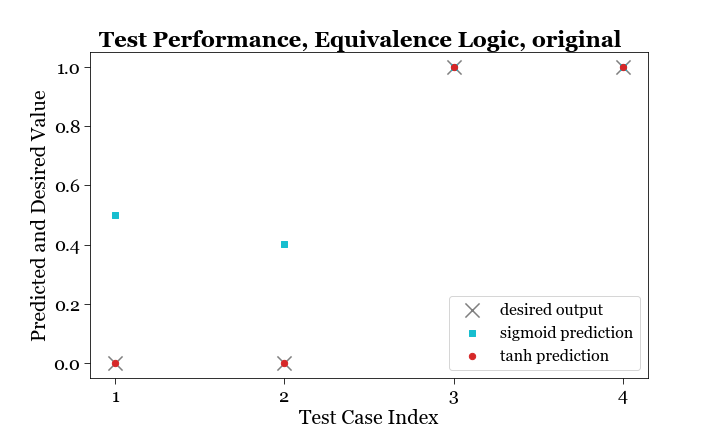 Test Performance, Equivalence Logic, original
Predicted and Desired Value
1.0
0.8
0.6
0.4
0.2
0.0
desired output
sigmoid prediction
tanh prediction
1 2 3 4
Test Case Index